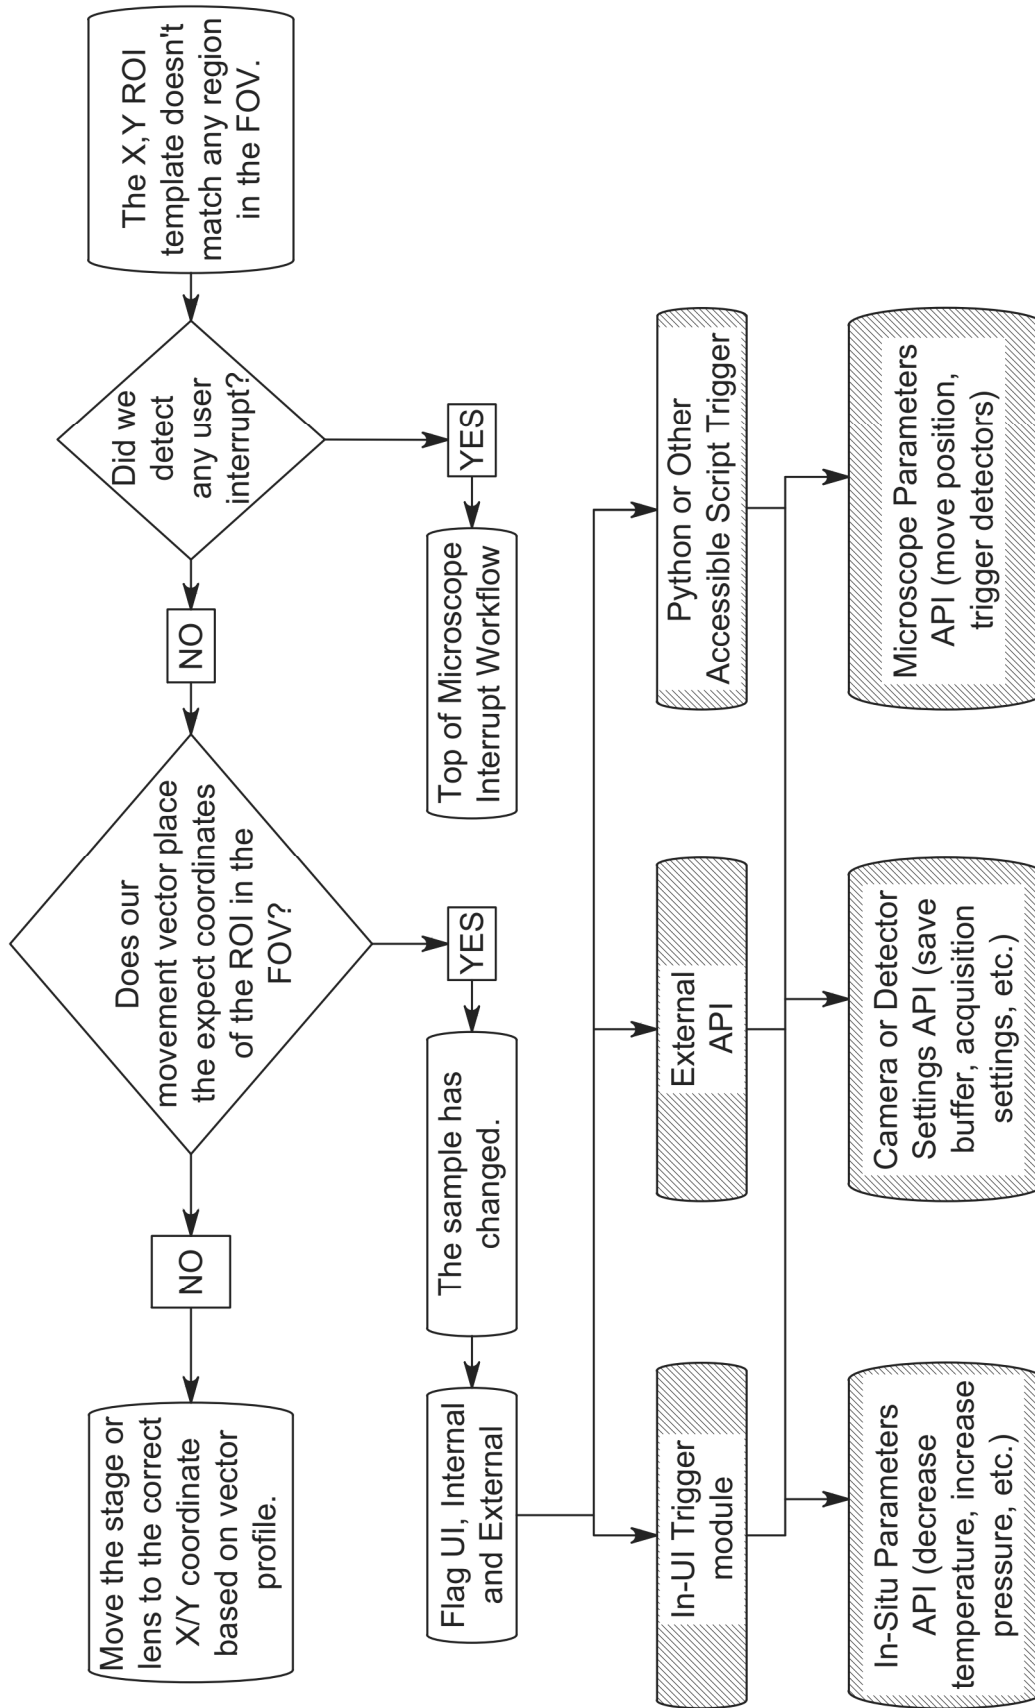 The X,Y ROI
template doesn't
match any region
in the FOV.
Did we
detect
any user
interrupt?
YES
Top of Microscope
Interrupt Workflow
NO
Does our
movement vector place
the expect coordinates
of the ROI in the
FOV?
NO
Move the stage or
lens to the correct
X/Y coordinate
based on vector
profile.
YES
The sample has
changed.
Flag UI, Internal
and External
In-UI Trigger
module
External
API
Python or Other
Accessible Script Trigger
In-Situ Parameters
API (decrease
temperature, increase
pressure, etc.)
Camera or Detector
Settings API (save
buffer, acquisition
settings, etc.)
Microscope Parameters
API (move position,
trigger detectors)